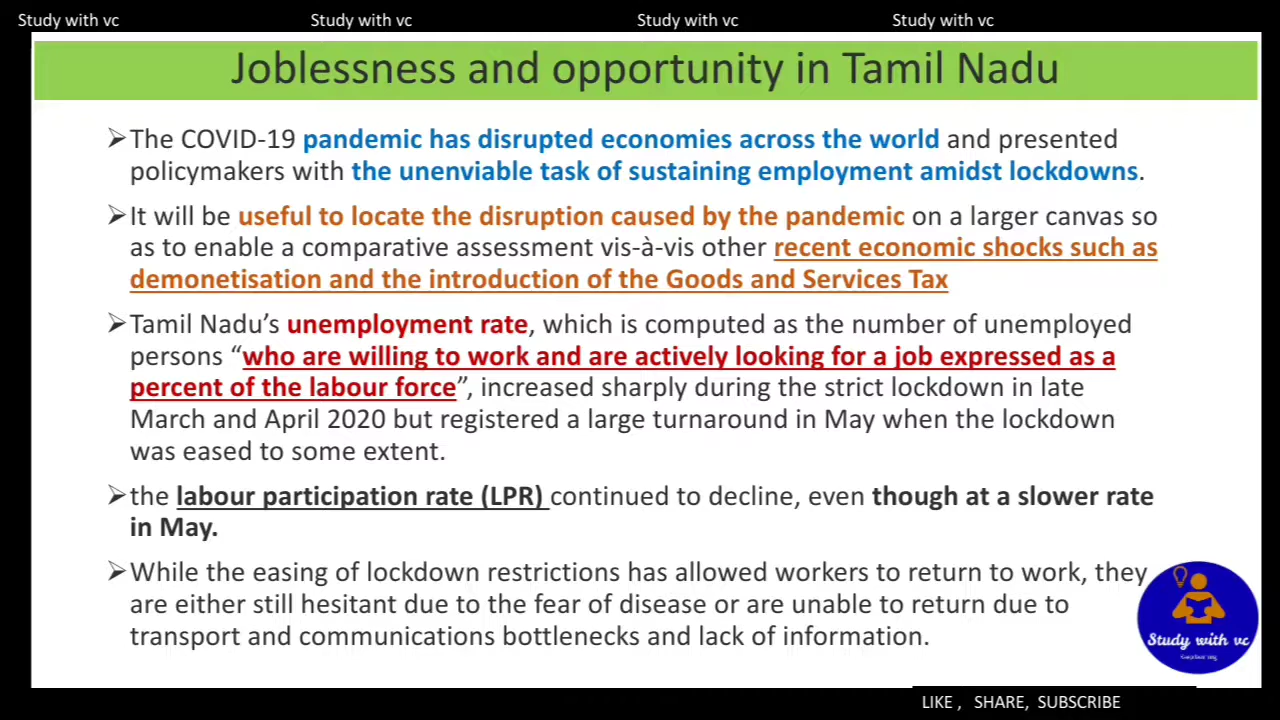 Study with vc Study with vc Study with vc Study with vc
Joblessness and opportunity in Tamil Nadu
➢The COVID-19 pandemic has disrupted economies across the world and presented
policymakers with the unenviable task of sustaining employment amidst lockdowns.
➢It will be useful to locate the disruption caused by the pandemic on a larger canvas so
as to enable a comparative assessment vis-à-vis other recent economic shocks such as
demonetisation and the introduction of the Goods and Services Tax
➢Tamil Nadu’s unemployment rate, which is computed as the number of unemployed
persons “who are willing to work and are actively looking for a job expressed as a
percent of the labour force”, increased sharply during the strict lockdown in late
March and April 2020 but registered a large turnaround in May when the lockdown
was eased to some extent.
➢the labour participation rate (LPR) continued to decline, even though at a slower rate
in May.
➢While the easing of lockdown restrictions has allowed workers to return to work, they
are either still hesitant due to the fear of disease or are unable to return due to
transport and communications bottlenecks and lack of information.
Study with vc
LIKE , SHARE, SUBSCRIBE